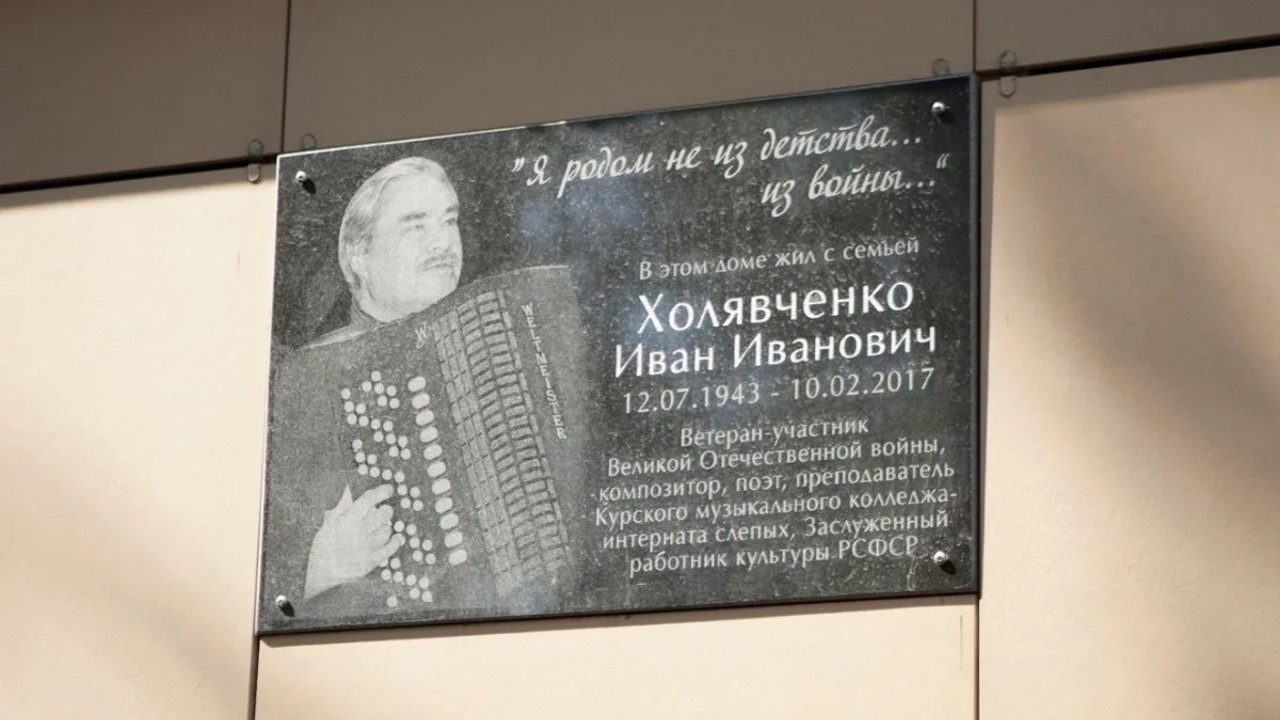 "Я родом не из детства...
из войны..."
В этом доме жил с семьей
Холявченко
Иван Иванович
12.07.1943 - 10.02.2017
Ветеран-участник
Великой Отечественной войны,
композитор, поэт, преподаватель
Курского музыкального колледжа-
интерната слепых, Заслуженный
работник культуры РСФСР
WELTMEISTER